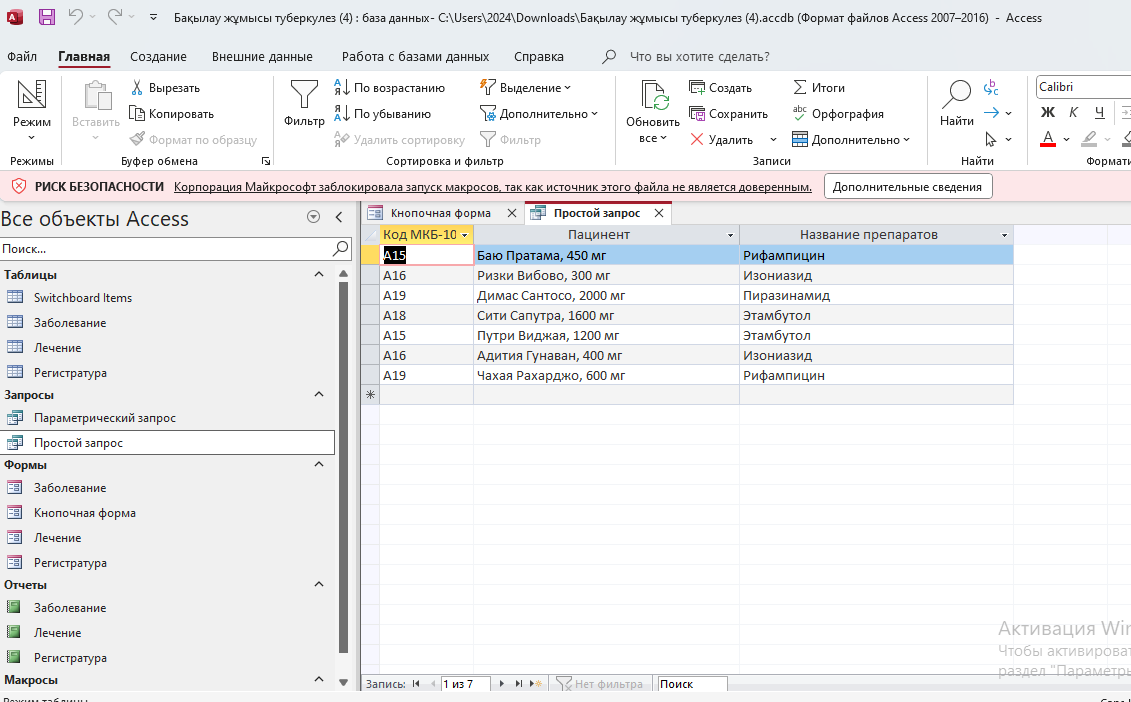 Бақылау жұмысы туберкулез (4) : база данных- C:\Users\2024\Downloads\Бақылау жұмысы туберкулез (4).accdb (Формат файлов Access 2007–2016) - Access
Файл Главная Создание Внешние данные Работа с базами данных Справка Что вы хотите сделать?
Режим
Режимы
Вставить
Вырезать
Копировать
Формат по образцу
Буфер обмена
Фильтр
По возрастанию
По убыванию
Удалить сортировку
Выделение
Дополнительно
Фильтр
Сортировка и фильтр
Обновить
все
Создать
Сохранить
Удалить
Итоги
Орфография
Дополнительно
Записи
Найти
Найти
Calibri
Ж К Ч
А
Формати
РИСК БЕЗОПАСНОСТИ Корпорация Майкрософт заблокировала запуск макросов, так как источник этого файла не является доверенным. Дополнительные сведения
Все объекты Access
Поиск...
Таблицы
Switchboard Items
Заболевание
Лечение
Регистратура
Запросы
Параметрический запрос
Простой запрос
Формы
Заболевание
Кнопочная форма
Лечение
Регистратура
Отчеты
Заболевание
Лечение
Регистратура
Макросы
Кнопочная форма Простой запрос
Код МКБ-10 Пацинент Название препаратов
A15 Баю Пратама, 450 мг Рифампицин
A16 Ризки Вибово, 300 мг Изониазид
A19 Димас Сантосо, 2000 мг Пиразинамид
A18 Сити Сапутра, 1600 мг Этамбутол
A15 Путри Виджая, 1200 мг Этамбутол
A16 Адития Гунаван, 400 мг Изониазид
A19 Чахая Рахарджо, 600 мг Рифампицин
Активация Win
Чтобы активироват
раздел "Параметры
Запись: 1 из 7 Нет фильтра Поиск
Режим таблицы